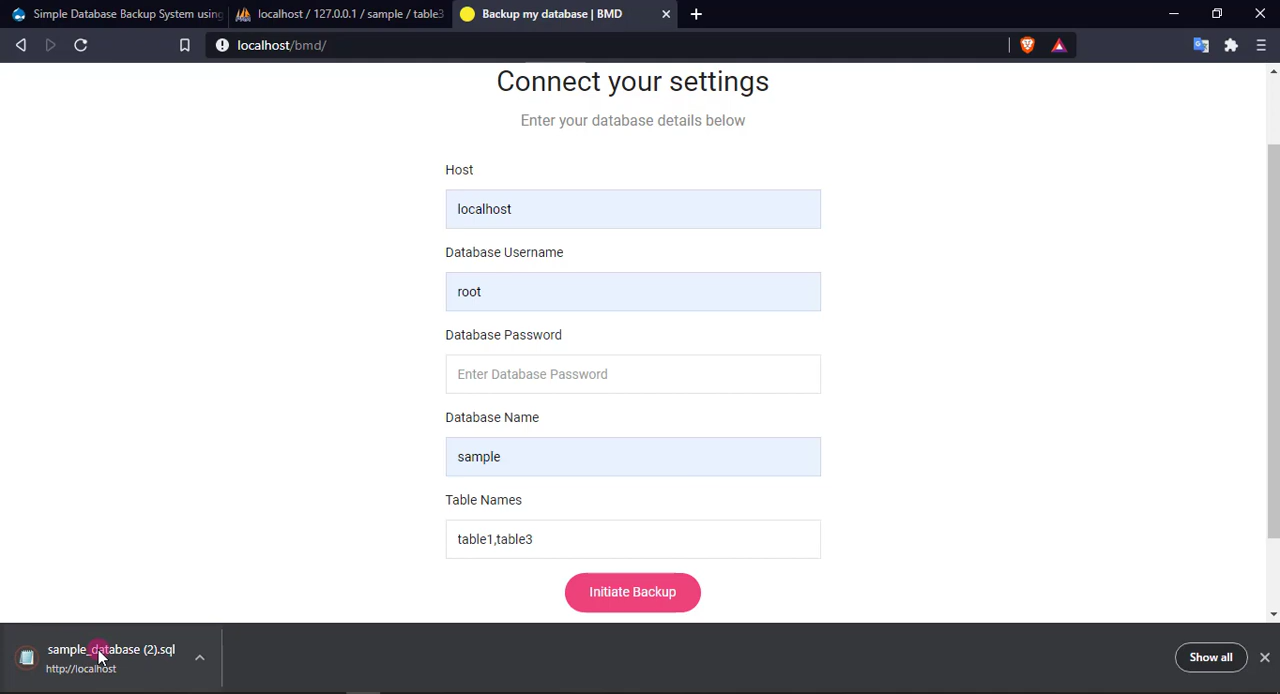 Simple Database Backup System using
localhost / 127.0.0.1 / sample / table3
Backup my database | BMD
localhost/bmd/
Connect your settings
Enter your database details below
Host
localhost
Database Username
root
Database Password
Enter Database Password
Database Name
sample
Table Names
table1,table3
Initiate Backup
sample_database (2).sql
http://localhost
Show all